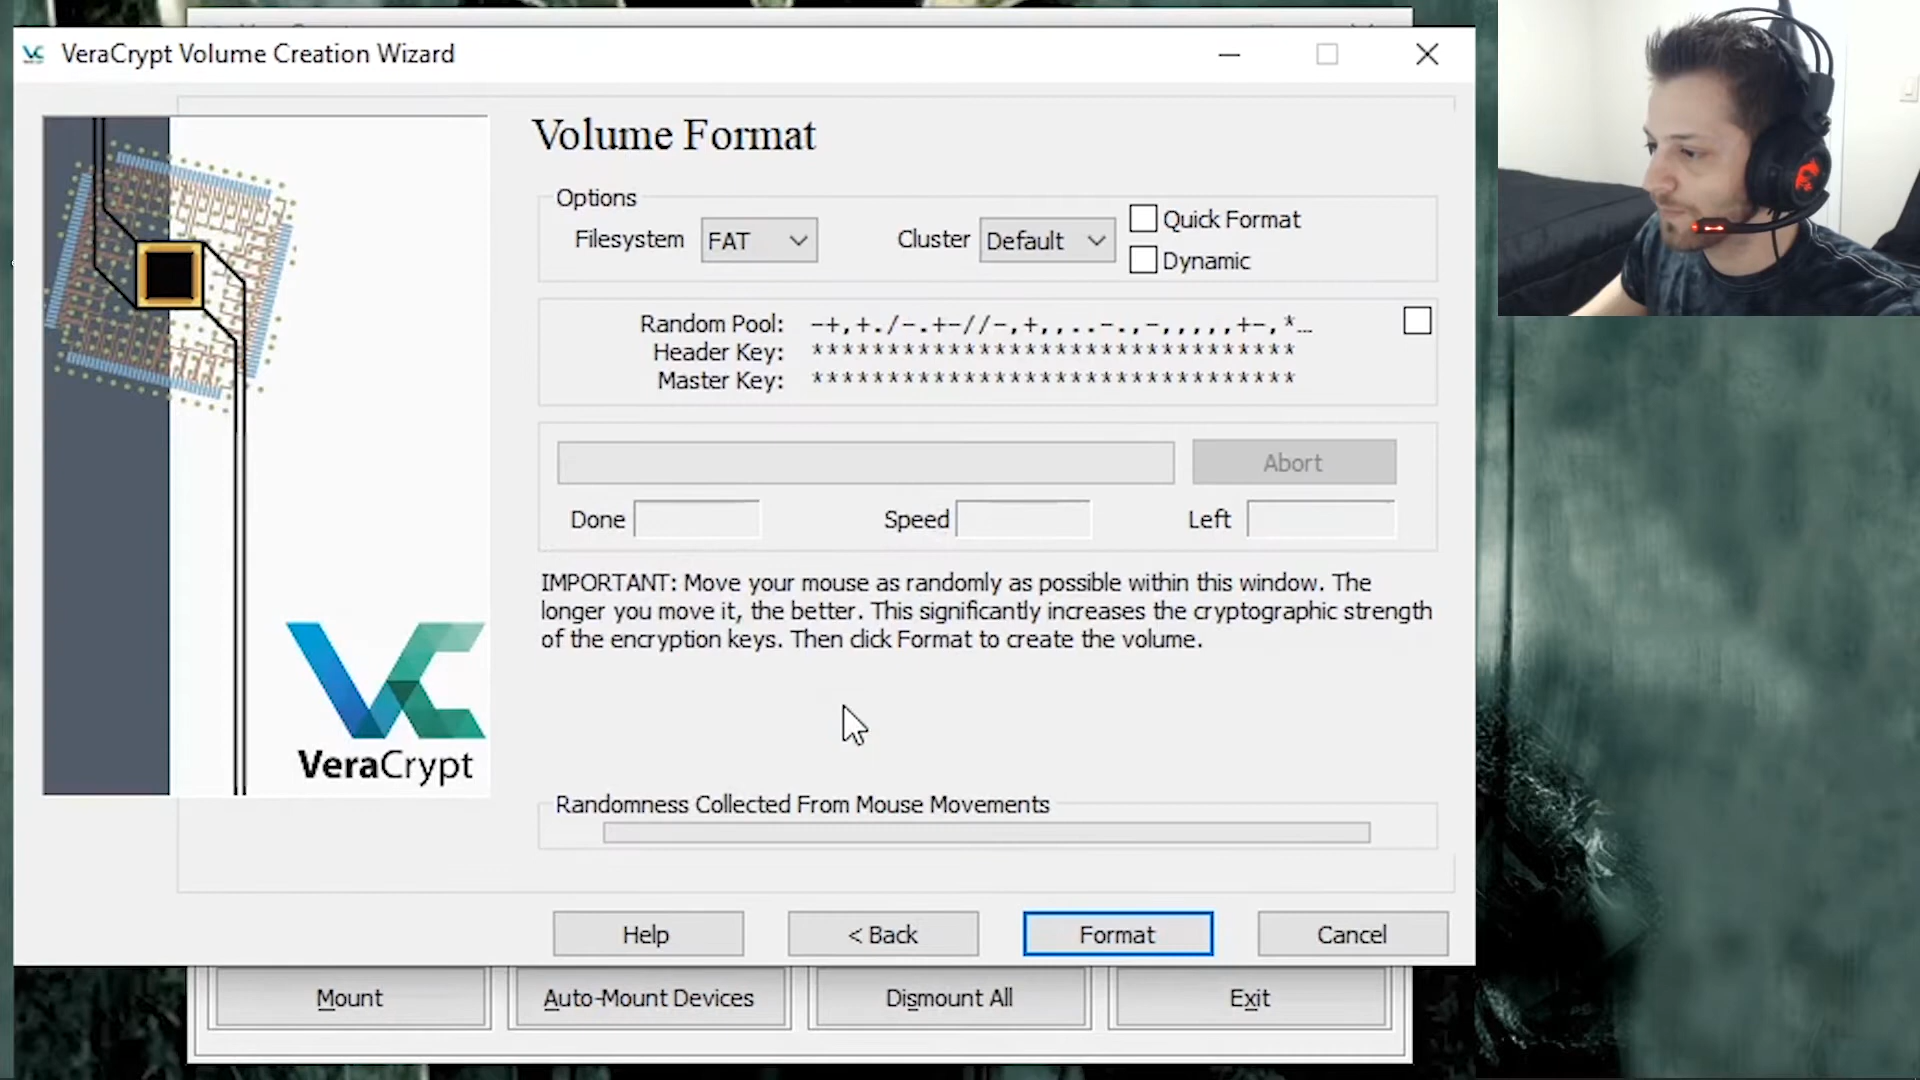 VeraCrypt Volume Creation Wizard
Volume Format
Options
Filesystem FAT Cluster Default Quick Format
Dynamic
Random Pool: -+,+./-.+-//-,+,,..-.,-,,,,,+-,*...
Header Key: ********************************
Master Key: ********************************
Abort
Done Speed Left
IMPORTANT: Move your mouse as randomly as possible within this window. The
longer you move it, the better. This significantly increases the cryptographic strength
of the encryption keys. Then click Format to create the volume.
VeraCrypt
Randomness Collected From Mouse Movements
Help < Back Format Cancel
Mount Auto-Mount Devices Dismount All Exit